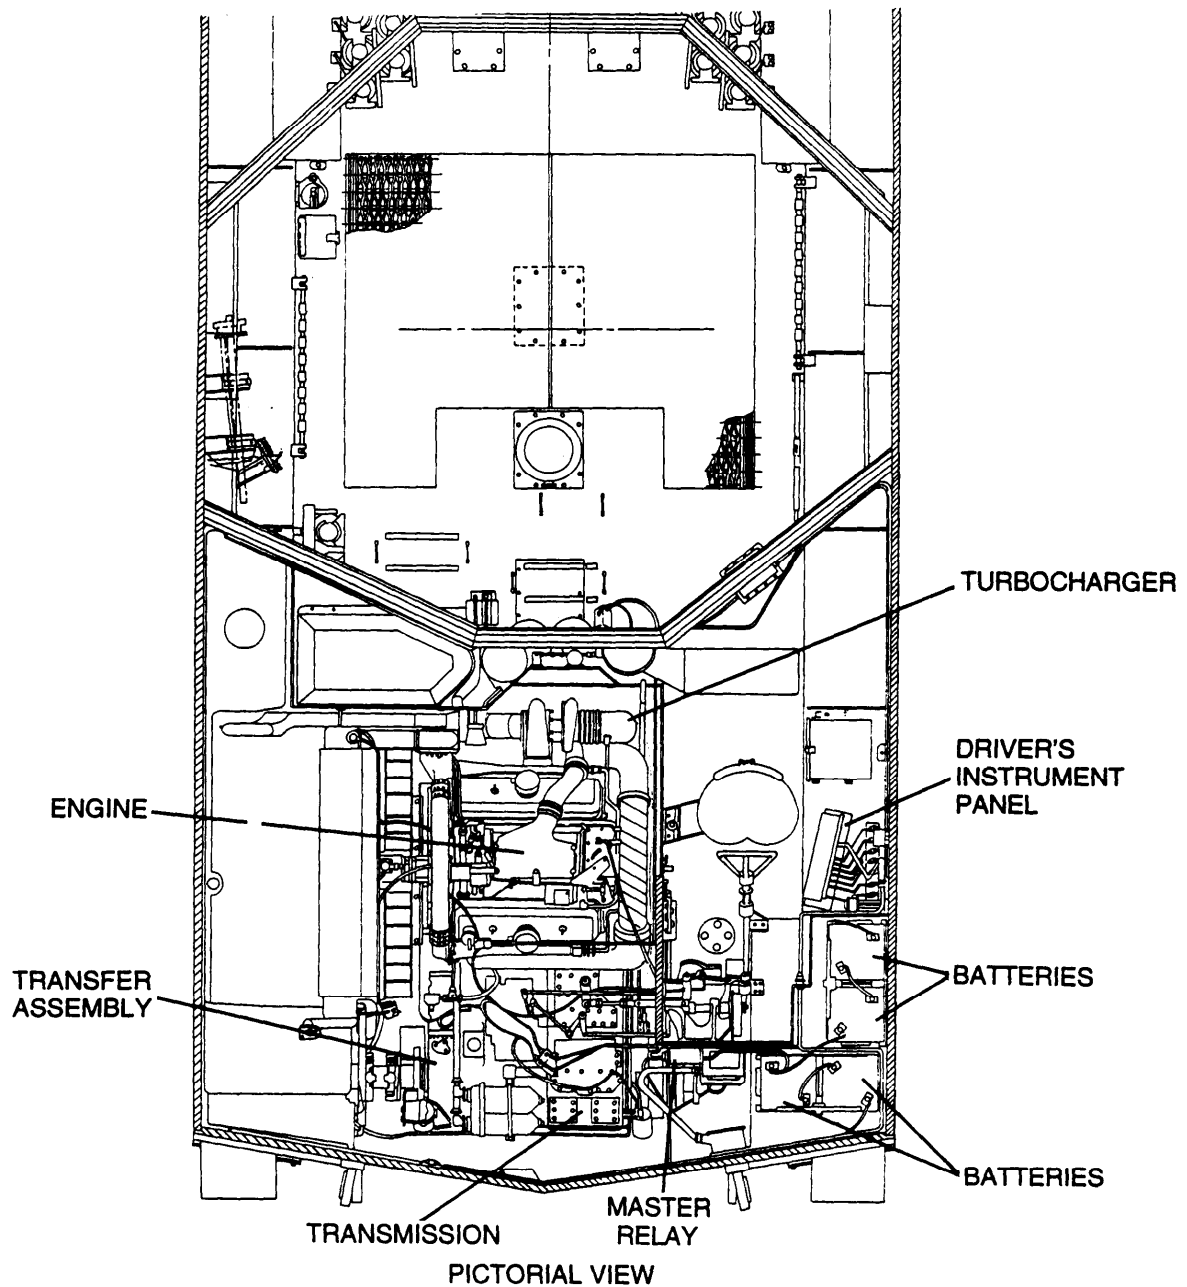 TURBOCHARGER
DRIVER'S
INSTRUMENT
PANEL
ENGINE
BATTERIES
TRANSFER
ASSEMBLY
BATTERIES
MASTER
RELAY
TRANSMISSION
PICTORIAL VIEW